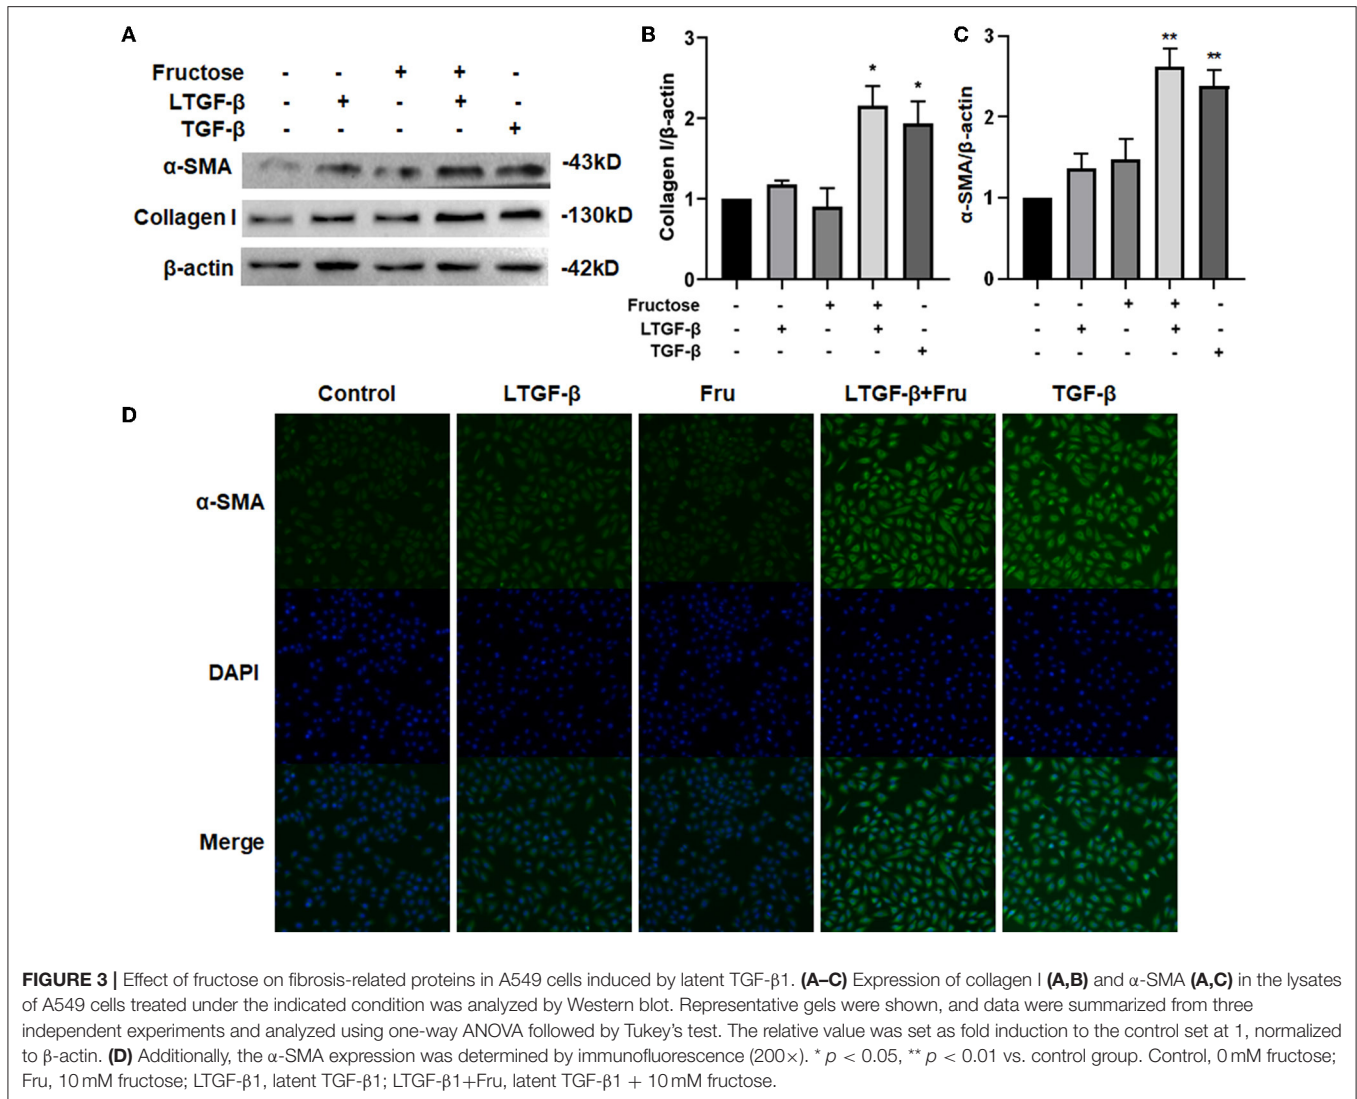 A
Fructose - - + + -
LTGF-β - + - + -
TGF-β - - - - +
α-SMA -43kD
Collagen I -130kD
β-actin -42kD
B
Collagen I/β-actin
3
2
1
0
* *
Fructose - - + + -
LTGF-β - + - + -
TGF-β - - - - +
C
α-SMA/β-actin
3
2
1
0
** **
- - + + -
- + - + -
- - - - +
D
Control LTGF-β Fru LTGF-β+Fru TGF-β
α-SMA
DAPI
Merge
FIGURE 3 | Effect of fructose on fibrosis-related proteins in A549 cells induced by latent TGF-β1. (A–C) Expression of collagen I (A,B) and α-SMA (A,C) in the lysates
of A549 cells treated under the indicated condition was analyzed by Western blot. Representative gels were shown, and data were summarized from three
independent experiments and analyzed using one-way ANOVA followed by Tukey's test. The relative value was set as fold induction to the control set at 1, normalized
to β-actin. (D) Additionally, the α-SMA expression was determined by immunofluorescence (200×). * p < 0.05, ** p < 0.01 vs. control group. Control, 0 mM fructose;
Fru, 10 mM fructose; LTGF-β1, latent TGF-β1; LTGF-β1+Fru, latent TGF-β1 + 10 mM fructose.